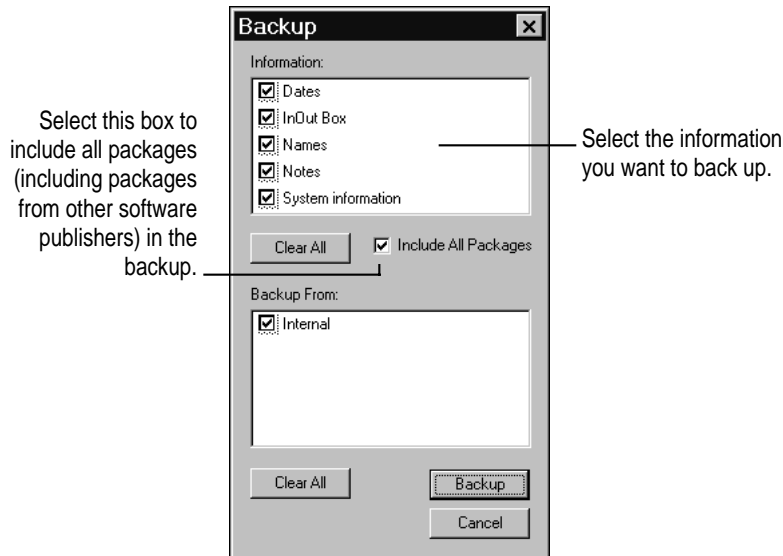 Backup
Information:
Dates
InOut Box
Names
Notes
System information
Select this box to
include all packages
(including packages
from other software
publishers) in the
backup.
Select the information
you want to back up.
Clear All
Include All Packages
Backup From:
Internal
Clear All
Backup
Cancel